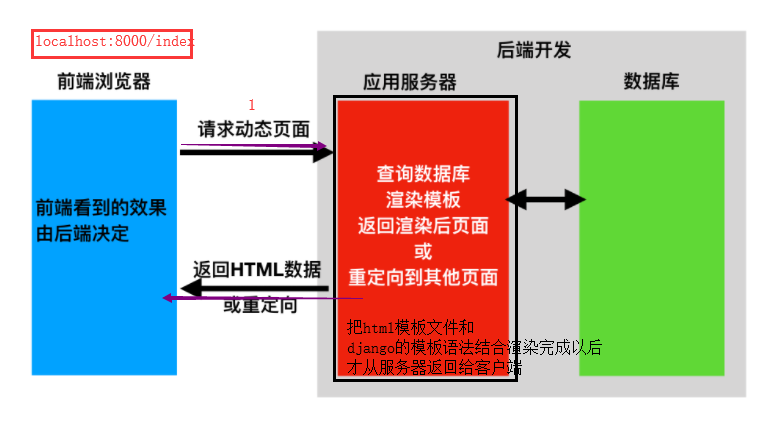 localhost:8000/index
后端开发
前端浏览器
应用服务器
数据库
1
请求动态页面
查询数据库
渲染模板
返回渲染后页面
或
重定向到其他页面
前端看到的效果
由后端决定
返回HTML数据
或重定向
把html模板文件和
django的模板语法结合渲染完成以后
才从服务器返回给客户端